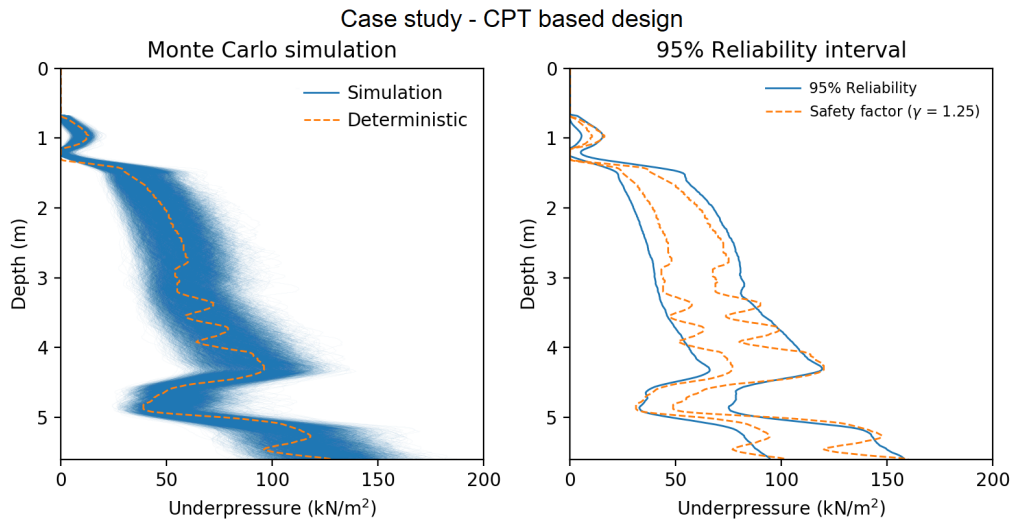 Case study - CPT based design
Monte Carlo simulation
Simulation
Deterministic
0
1
2
3
4
5
Depth (m)
0
50
100
150
200
Underpressure (kN/m²)
95% Reliability interval
95% Reliability
Safety factor (γ = 1.25)
0
1
2
3
4
5
Depth (m)
0
50
100
150
200
Underpressure (kN/m²)